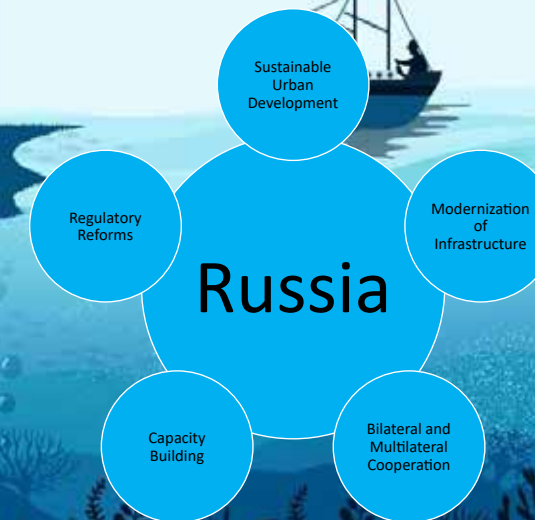 Sustainable
Urban
Development
Regulatory
Reforms
Modernization
of
Infrastructure
Russia
Capacity
Building
Bilateral and
Multilateral
Cooperation